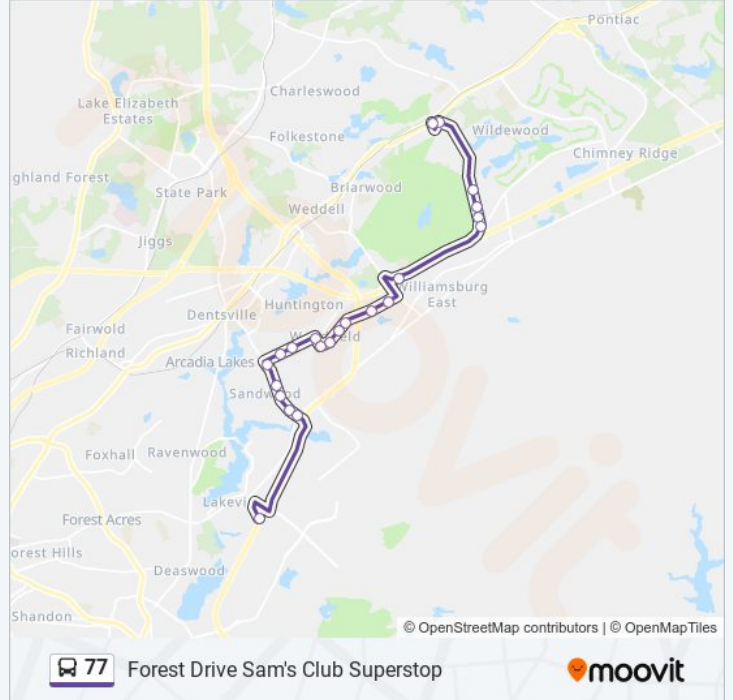 Pontiac
Charleswood
Lake Elizabeth
Estates
Folkestone
Wildewood
Chimney Ridge
ghland Forest
State Park
Briarwood
Weddell
Jiggs
Williamsburg
East
Huntington
Dentsville
Fairwold
Richland
Arcadia Lakes
Sandwood
Foxhall
Ravenwood
Lakevi
Forest Acres
orest Hills
Deaswood
Shandon
moovit
© OpenStreetMap contributors | © OpenMapTiles
77 Forest Drive Sam's Club Superstop
moovit